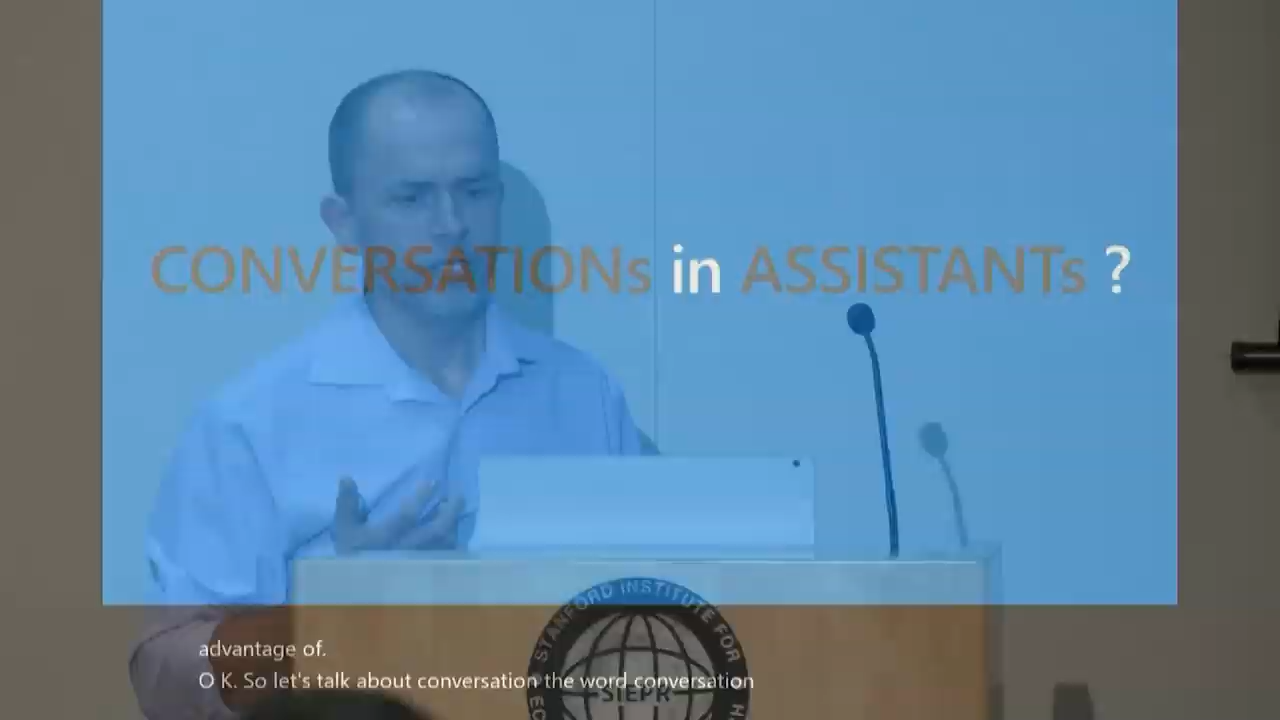 CONVERSATIONs in ASSISTANTs ?
STANFORD INSTITUTE FOR
SIEPR
advantage of.
O K. So let's talk about conversation the word conversation